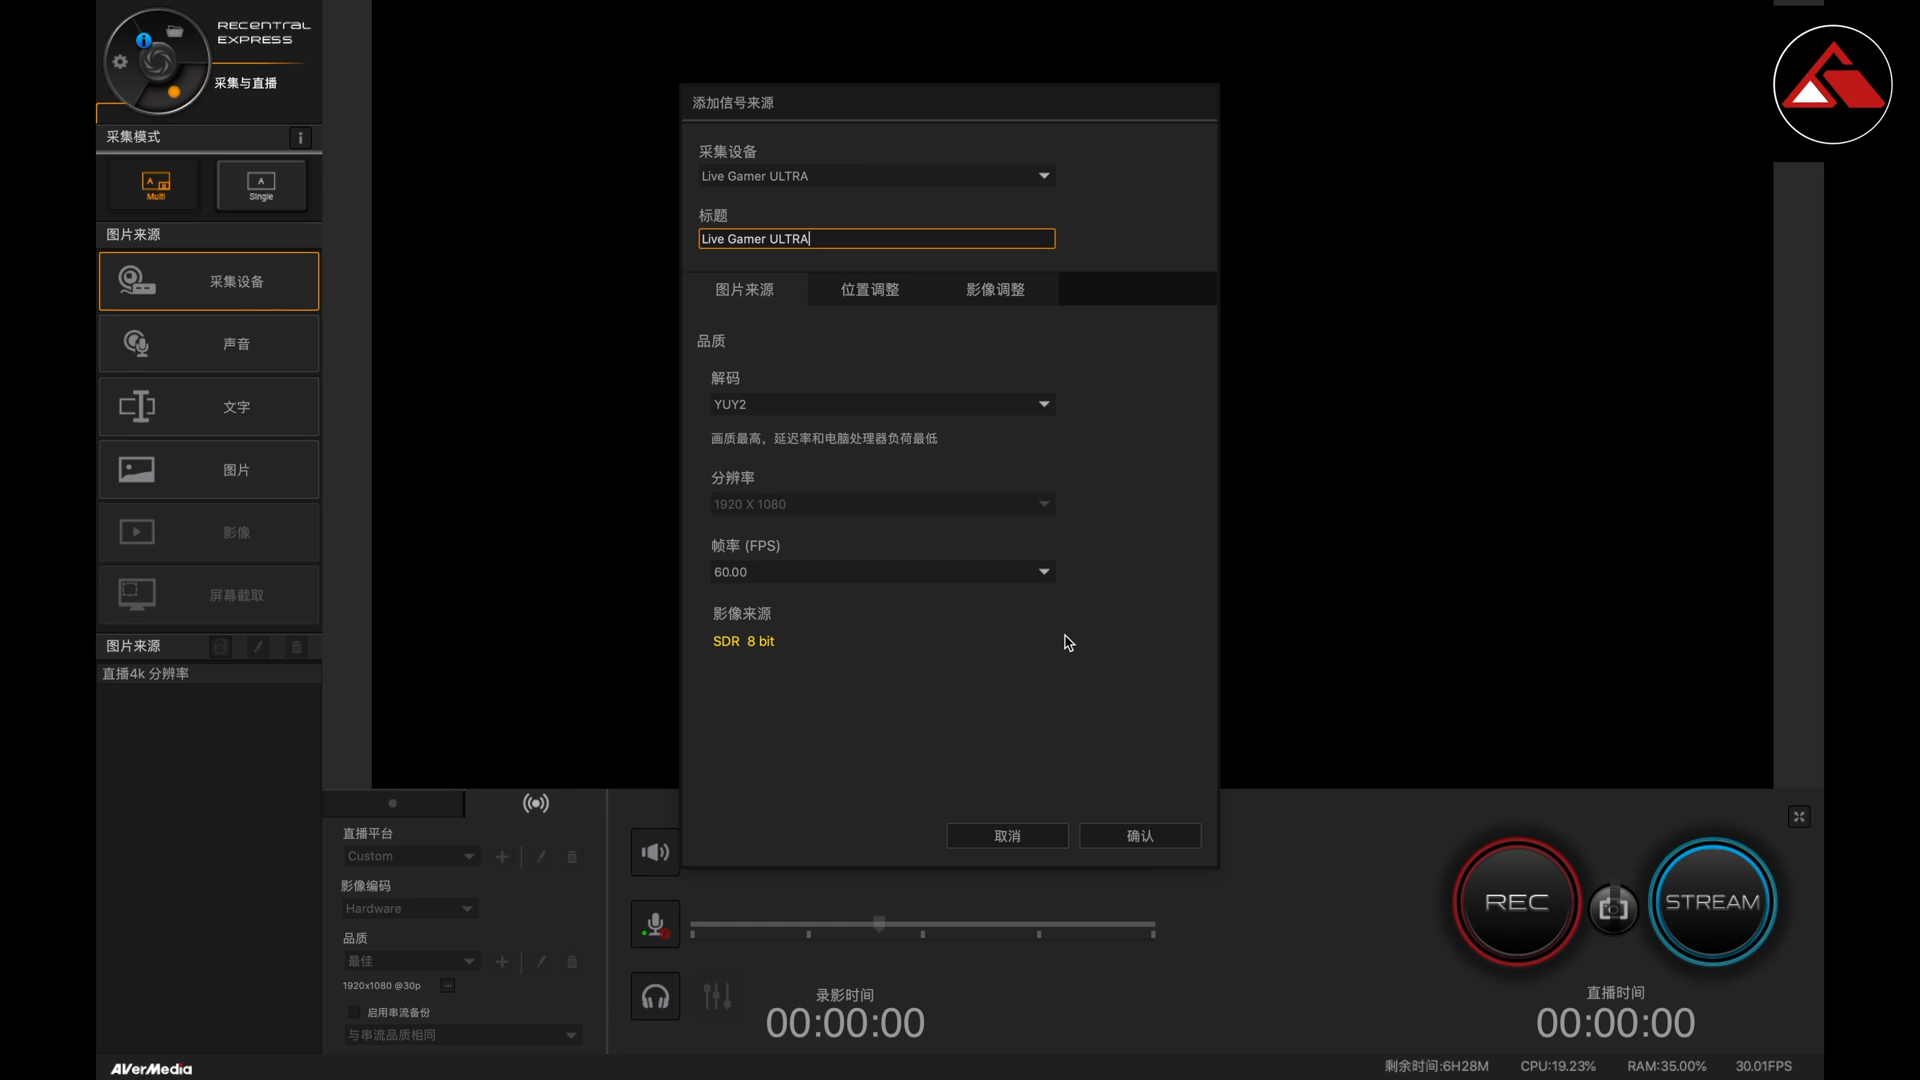 RECENTRAL
EXPRESS
采集与直播
采集模式
i
A
Multi
A
Single
图片来源
采集设备
声音
文字
图片
影像
屏幕截取
图片来源
直播4k 分辨率
添加信号来源
采集设备
Live Gamer ULTRA
标题
Live Gamer ULTRA
图片来源
位置调整
影像调整
品质
解码
YUY2
画质最高，延迟率和电脑处理器负荷最低
分辨率
1920 X 1080
帧率 (FPS)
60.00
影像来源
SDR 8 bit
取消
确认
直播平台
Custom
影像编码
Hardware
品质
最佳
1920x1080 @30p
启用串流备份
与串流品质相同
录影时间
00:00:00
REC
STREAM
直播时间
00:00:00
AVerMedia
剩余时间:6H28M
CPU:19.23%
RAM:35.00%
30.01FPS